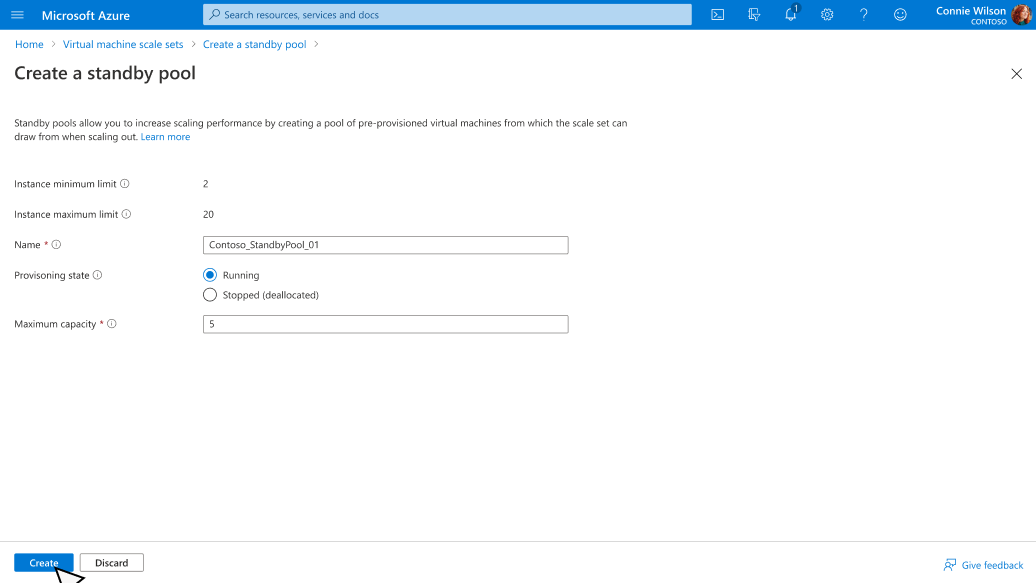 Microsoft Azure
Search resources, services and docs
1
Connie Wilson
CONTOSO
Home > Virtual machine scale sets > Create a standby pool >
Create a standby pool
Standby pools allow you to increase scaling performance by creating a pool of pre-provisioned virtual machines from which the scale set can
draw from when scaling out. Learn more
Instance minimum limit 2
Instance maximum limit 20
Name * Contoso_StandbyPool_01
Provisoning state Running
Stopped (deallocated)
Maximum capacity * 5
Create Discard
Give feedback